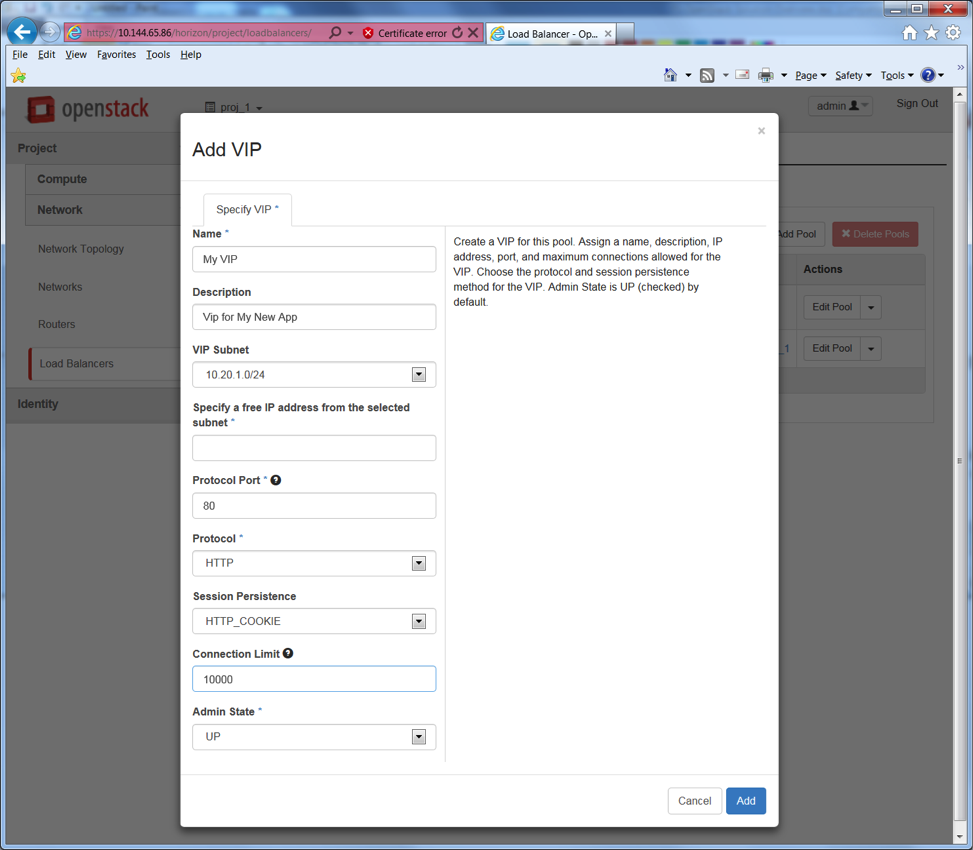 https://10.144.65.86/horizon/project/loadbalancers/
Certificate error
Load Balancer - Op...
File Edit View Favorites Tools Help
Page Safety Tools
openstack
proj_1
admin
Sign Out
Project
Compute
Network
Network Topology
Networks
Routers
Load Balancers
Identity
Add VIP
×
Specify VIP *
Name *
My VIP
Description
Vip for My New App
VIP Subnet
10.20.1.0/24
Specify a free IP address from the selected
subnet *
Protocol Port *
80
Protocol *
HTTP
Session Persistence
HTTP_COOKIE
Connection Limit
10000
Admin State *
UP
Create a VIP for this pool. Assign a name, description, IP
address, port, and maximum connections allowed for the
VIP. Choose the protocol and session persistence
method for the VIP. Admin State is UP (checked) by
default.
Cancel
Add
Add Pool
Delete Pools
Actions
Edit Pool
_1
Edit Pool